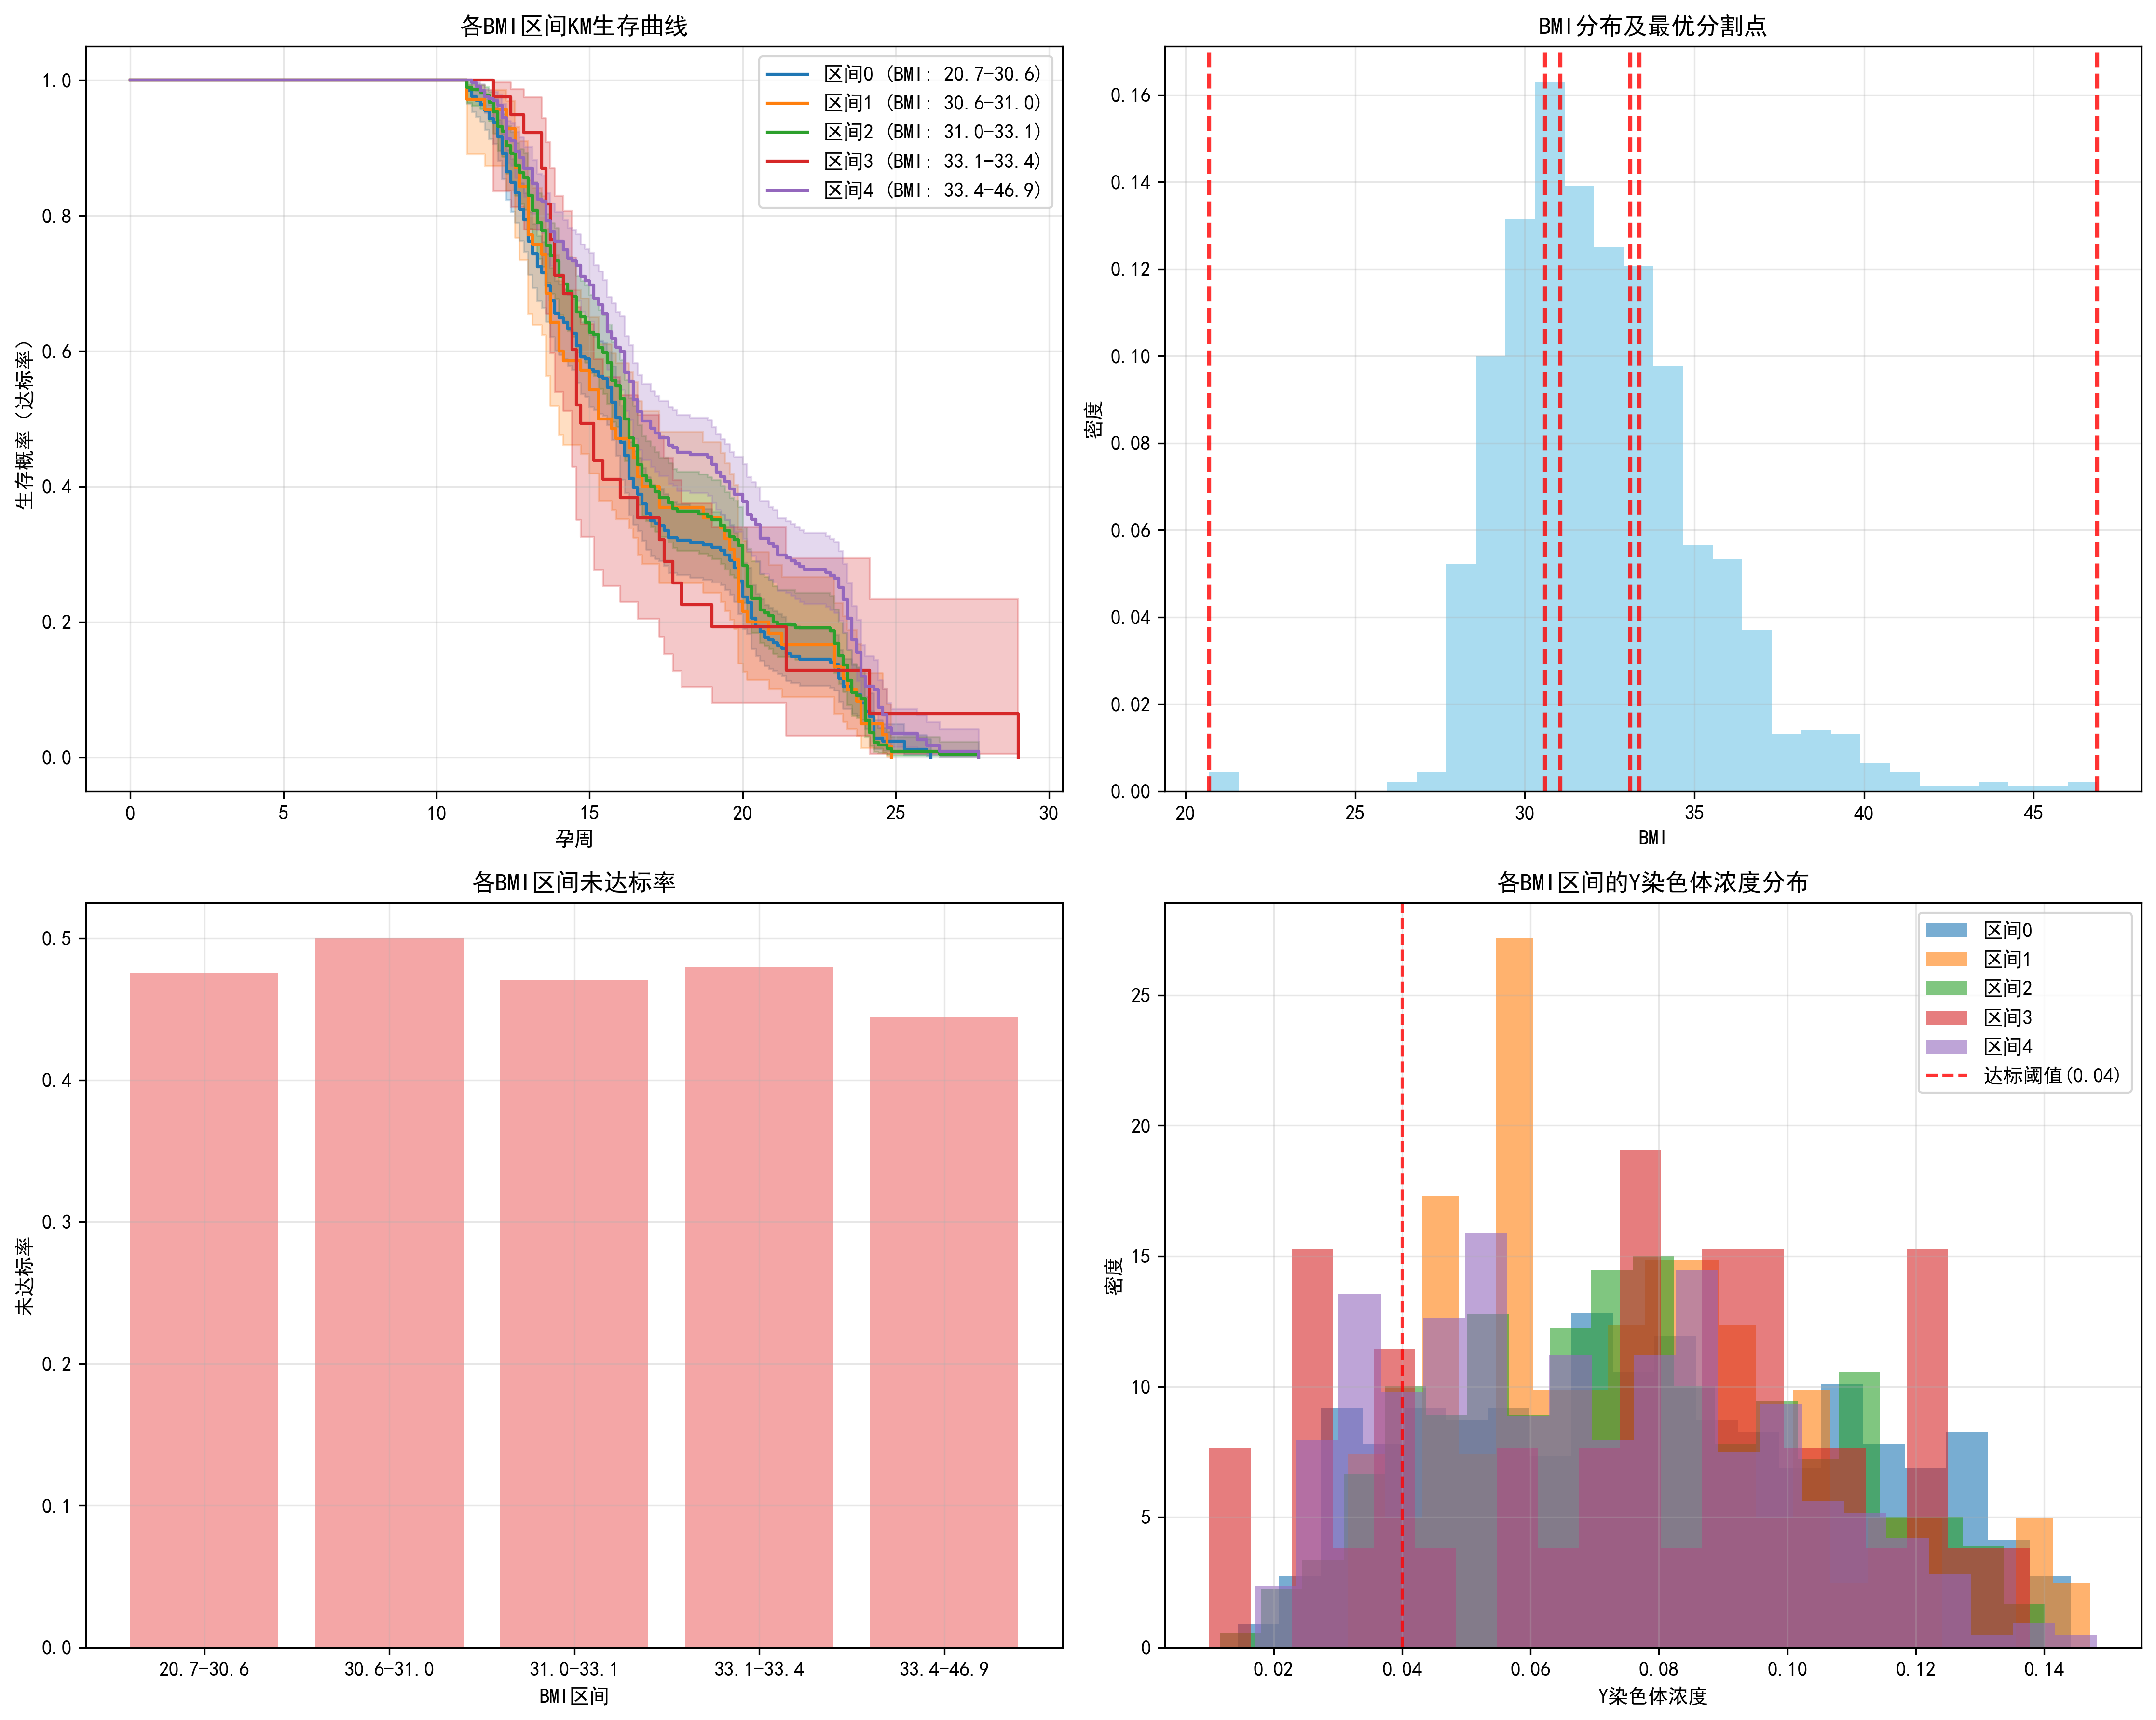 各BMI区间KM生存曲线
生存概率（达标率）
1.0
0.8
0.6
0.4
0.2
0.0
区间0 (BMI: 20.7-30.6)
区间1 (BMI: 30.6-31.0)
区间2 (BMI: 31.0-33.1)
区间3 (BMI: 33.1-33.4)
区间4 (BMI: 33.4-46.9)
0 5 10 15 20 25 30
孕周
BMI分布及最优分割点
密度
0.16
0.14
0.12
0.10
0.08
0.06
0.04
0.02
0.00
20 25 30 35 40 45
BMI
各BMI区间未达标率
未达标率
0.5
0.4
0.3
0.2
0.1
0.0
20.7-30.6 30.6-31.0 31.0-33.1 33.1-33.4 33.4-46.9
BMI区间
各BMI区间的Y染色体浓度分布
密度
25
20
15
10
5
0
区间0
区间1
区间2
区间3
区间4
达标阈值(0.04)
0.02 0.04 0.06 0.08 0.10 0.12 0.14
Y染色体浓度